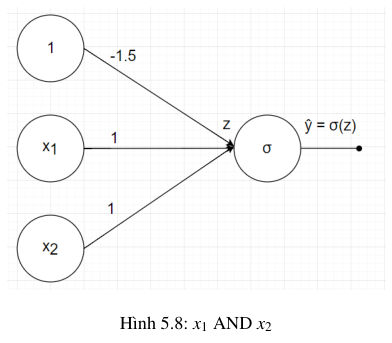 1
-1.5
z
ŷ = σ(z)
x1
1
σ
1
x2
Hình 5.8: x1 AND x2